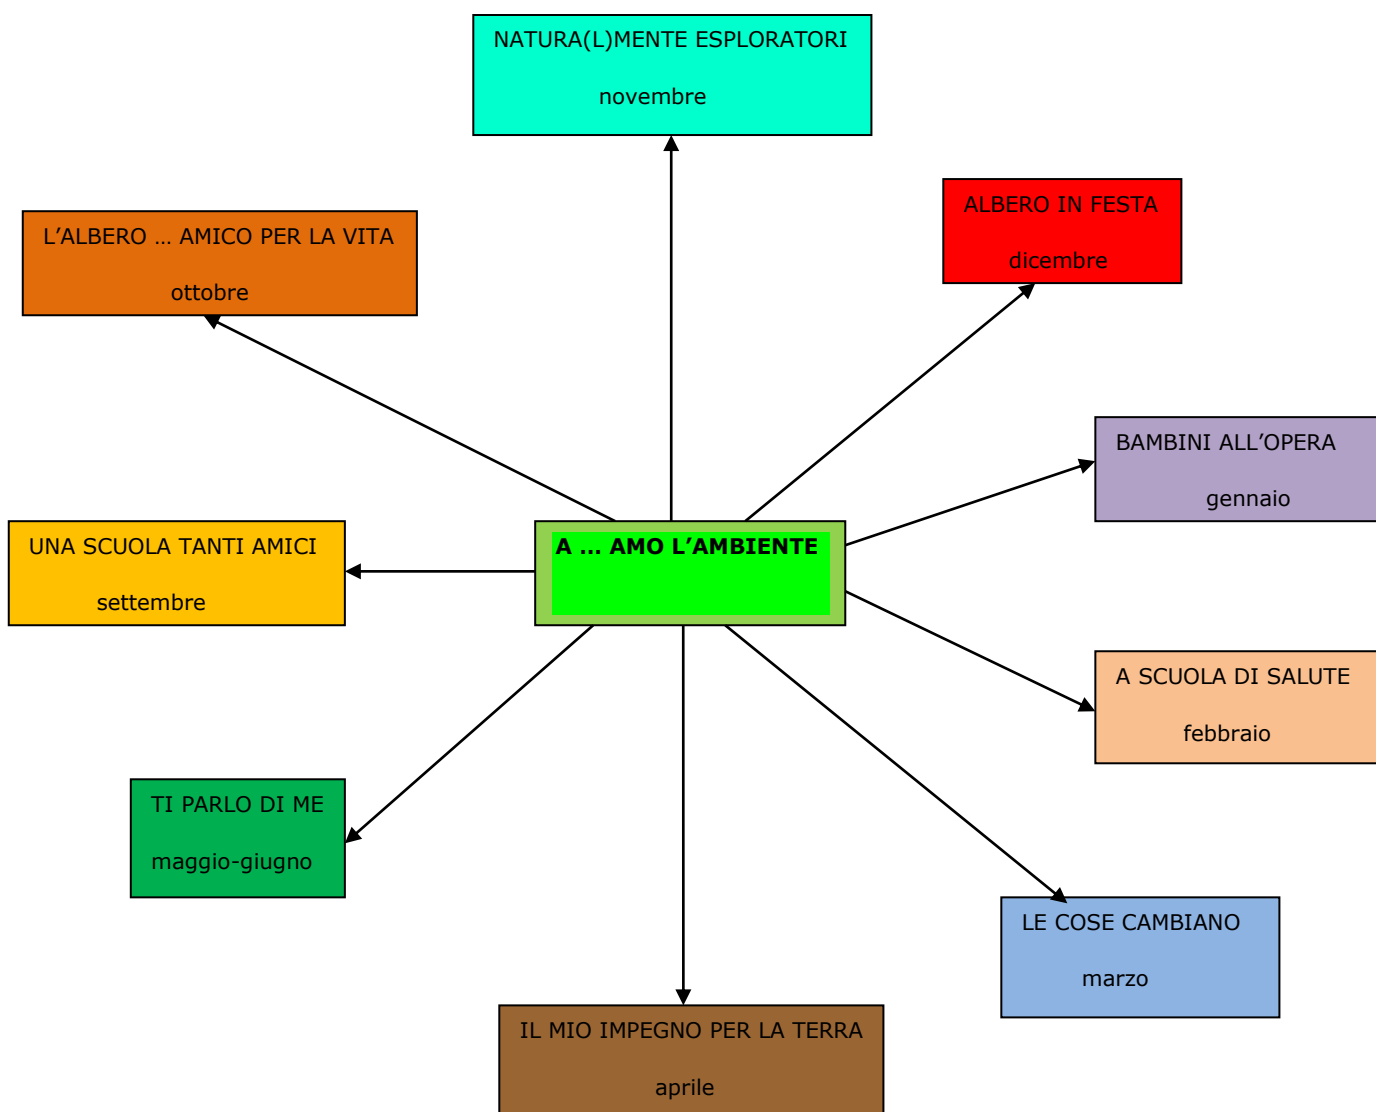 NATURA(L)MENTE ESPLORATORI
novembre
ALBERO IN FESTA
dicembre
L’ALBERO … AMICO PER LA VITA
ottobre
BAMBINI ALL’OPERA
gennaio
UNA SCUOLA TANTI AMICI
settembre
A … AMO L’AMBIENTE
A SCUOLA DI SALUTE
febbraio
TI PARLO DI ME
maggio-giugno
LE COSE CAMBIANO
marzo
IL MIO IMPEGNO PER LA TERRA
aprile